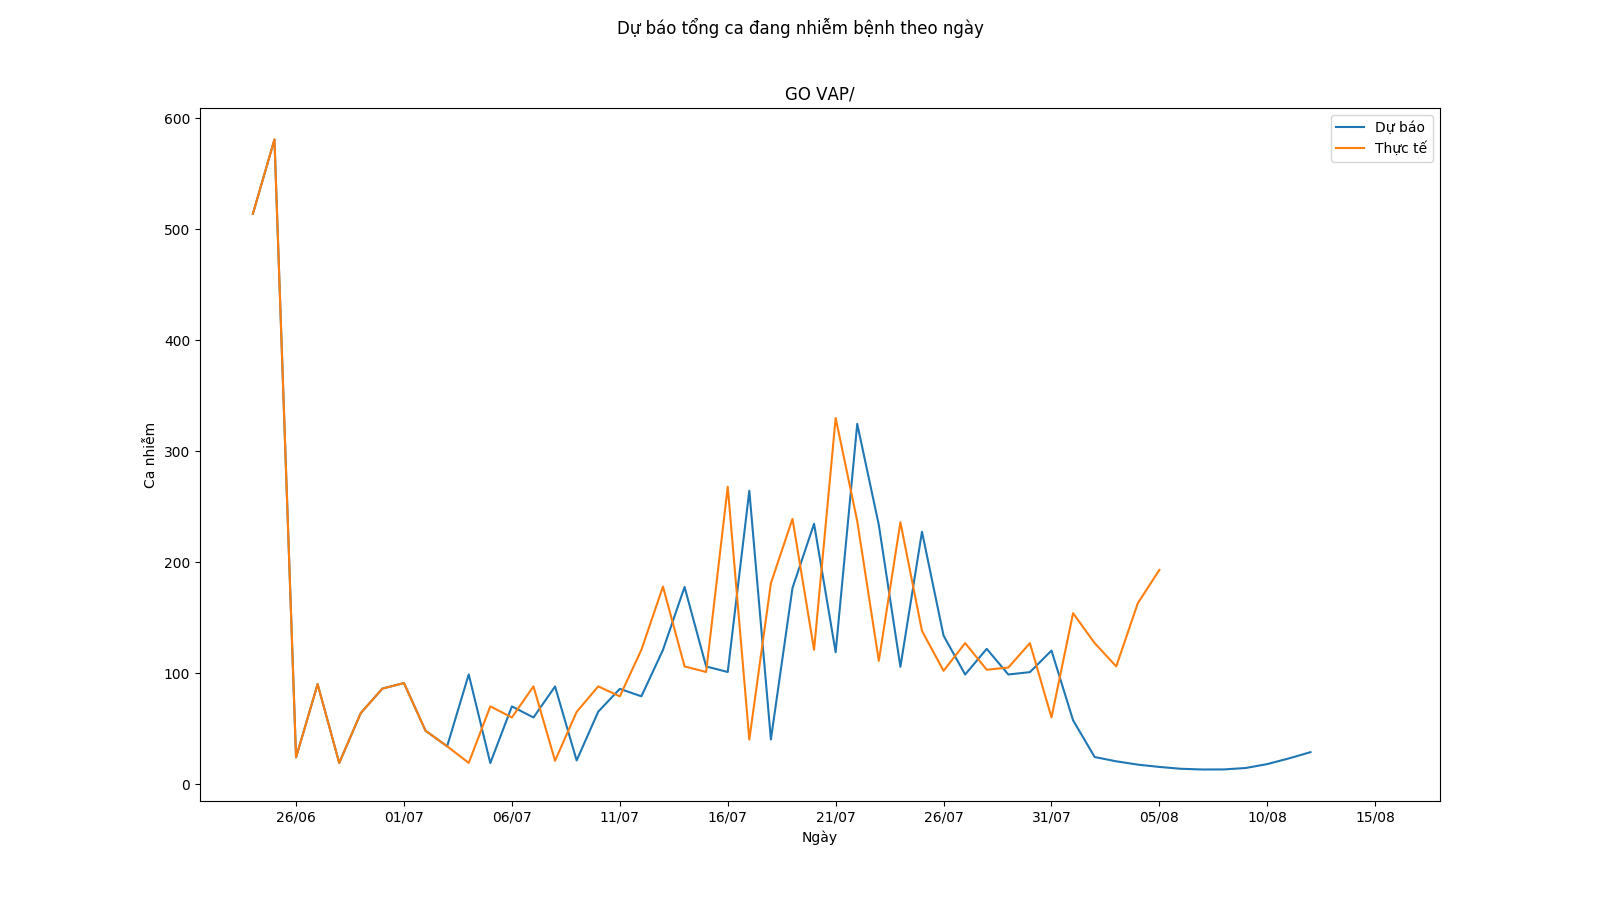 Dự báo tổng ca đang nhiễm bệnh theo ngày
GO VAP/
Dự báo
Thực tế
Ca nhiễm
600
500
400
300
200
100
0
26/06 01/07 06/07 11/07 16/07 21/07 26/07 31/07 05/08 10/08 15/08
Ngày